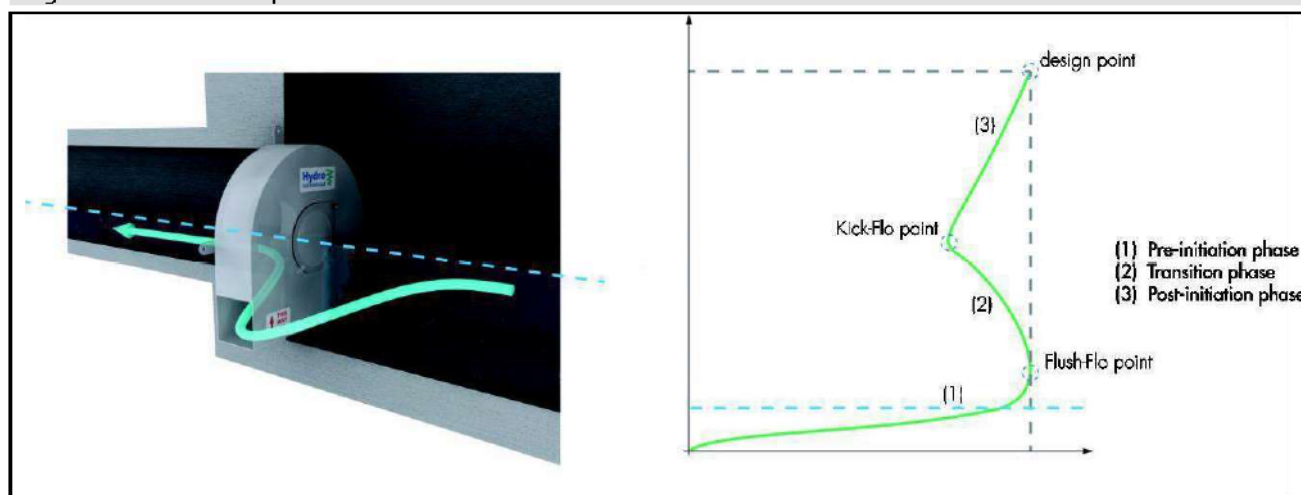 Hydro
design point
(3)
Kick-Flo point
(2)
Flush-Flo point
(1)
(1) Pre-initiation phase
(2) Transition phase
(3) Post-initiation phase